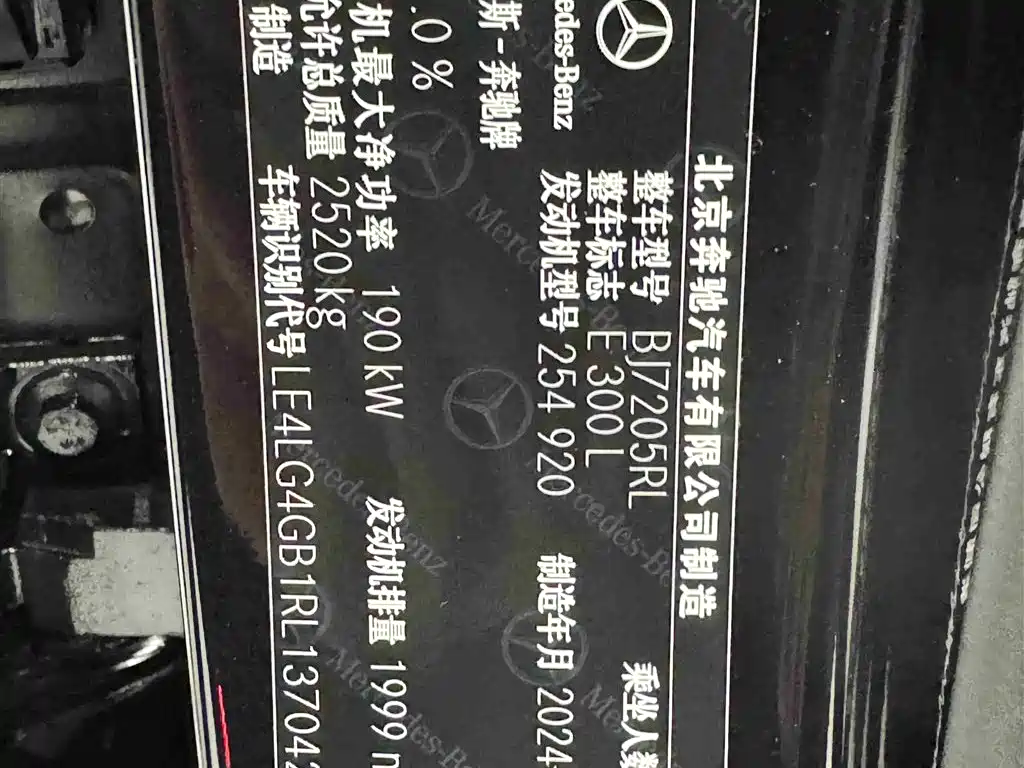 北京奔驰汽车有限公司制造
整车型号 BJ7205RL 乘坐人数
整车标志 E 300 L
edes-Benz 发动机型号 254 920 制造年月 2024
斯-奔驰牌
.0 %
机最大净功率 190 kW 发动机排量 1999
允许总质量 2520 kg
制造 车辆识别代号 LE4LG4GB1RL137042